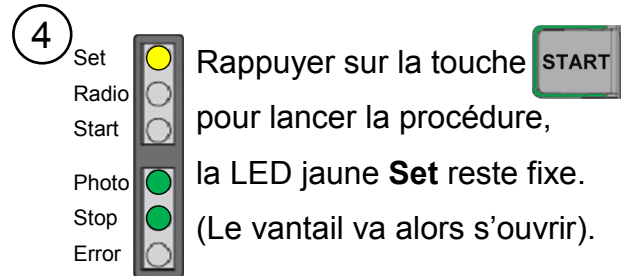 4
Set
Radio
Start
Photo
Stop
Error
Rappuyer sur la touche START
pour lancer la procédure,
la LED jaune Set reste fixe.
(Le vantail va alors s’ouvrir).